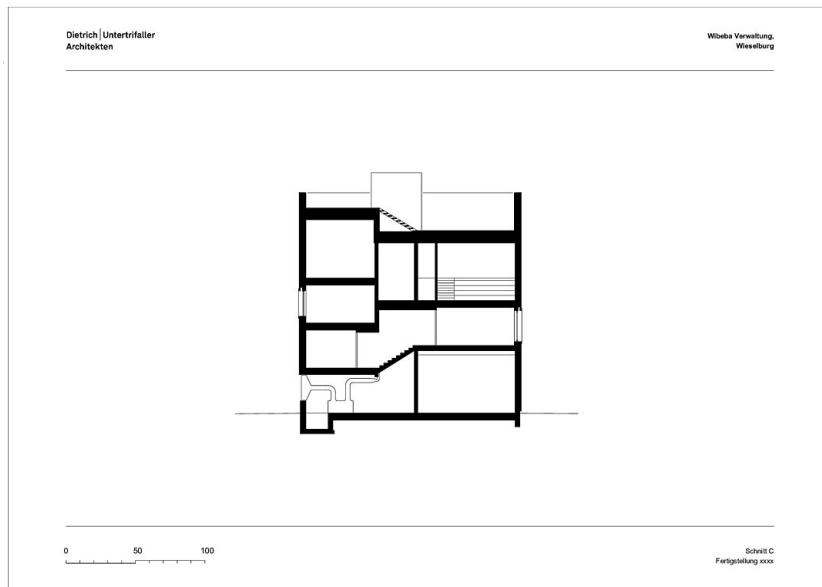 Dietrich|Untertrifaller
Architekten
Wibeba Verwaltung,
Wieselburg
0 50 100
Schnitt C
Fertigstellung xxxx